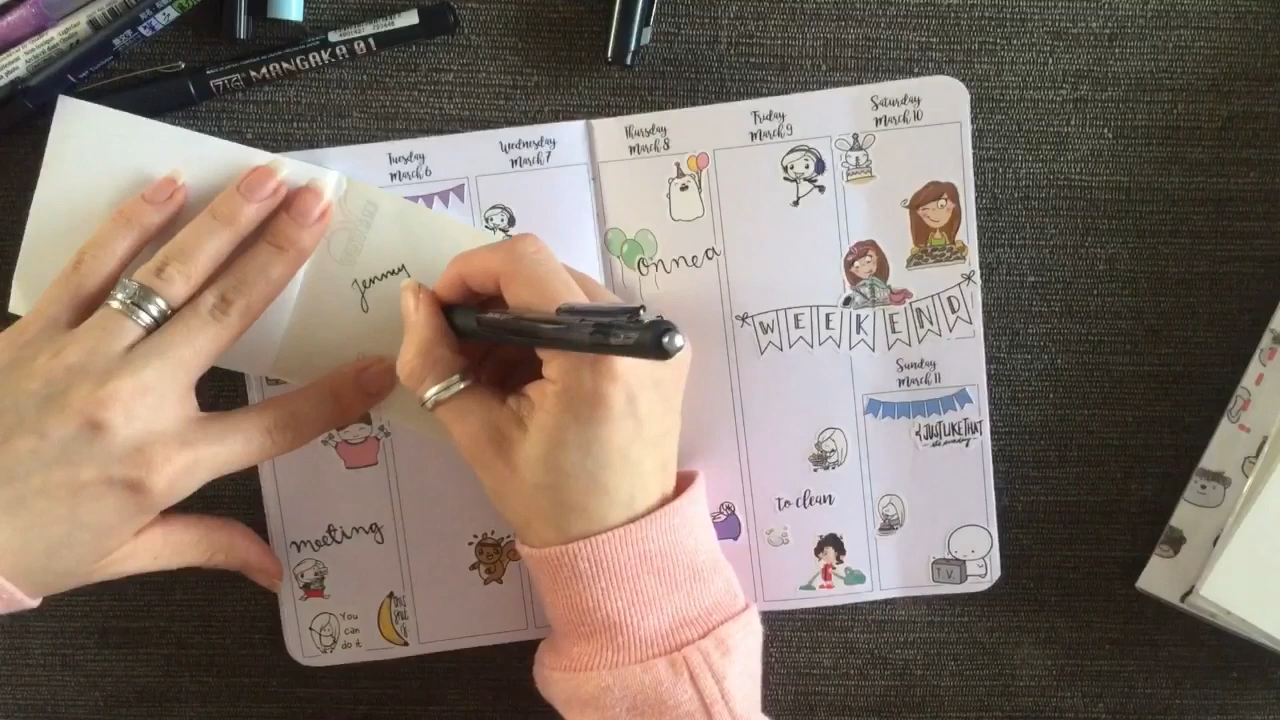 ZIG MANGAKA 01
Tuesday
March 6
Wednesday
March 7
Thursday
March 8
Friday
March 9
Saturday
March 10
Jenny
onnea
WEEKEND
Sunday
March 11
& JUST LIKE THAT
to clean
meeting
You
can
do it
T.V.